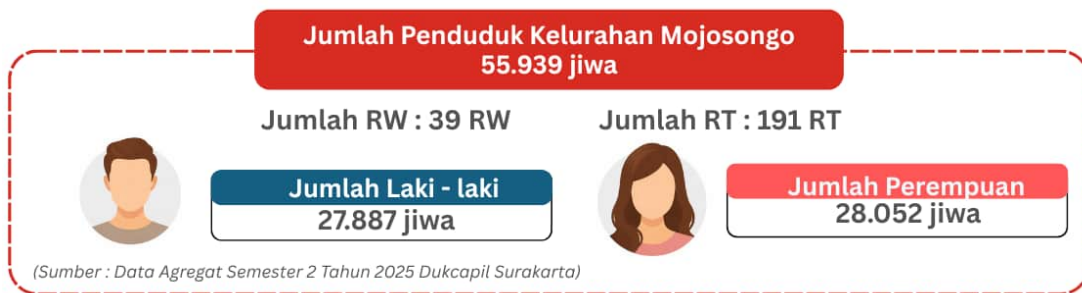 Jumlah Penduduk Kelurahan Mojosongo
55.939 jiwa
Jumlah RW : 39 RW
Jumlah RT : 191 RT
Jumlah Laki - laki
27.887 jiwa
Jumlah Perempuan
28.052 jiwa
(Sumber : Data Agregat Semester 2 Tahun 2025 Dukcapil Surakarta)